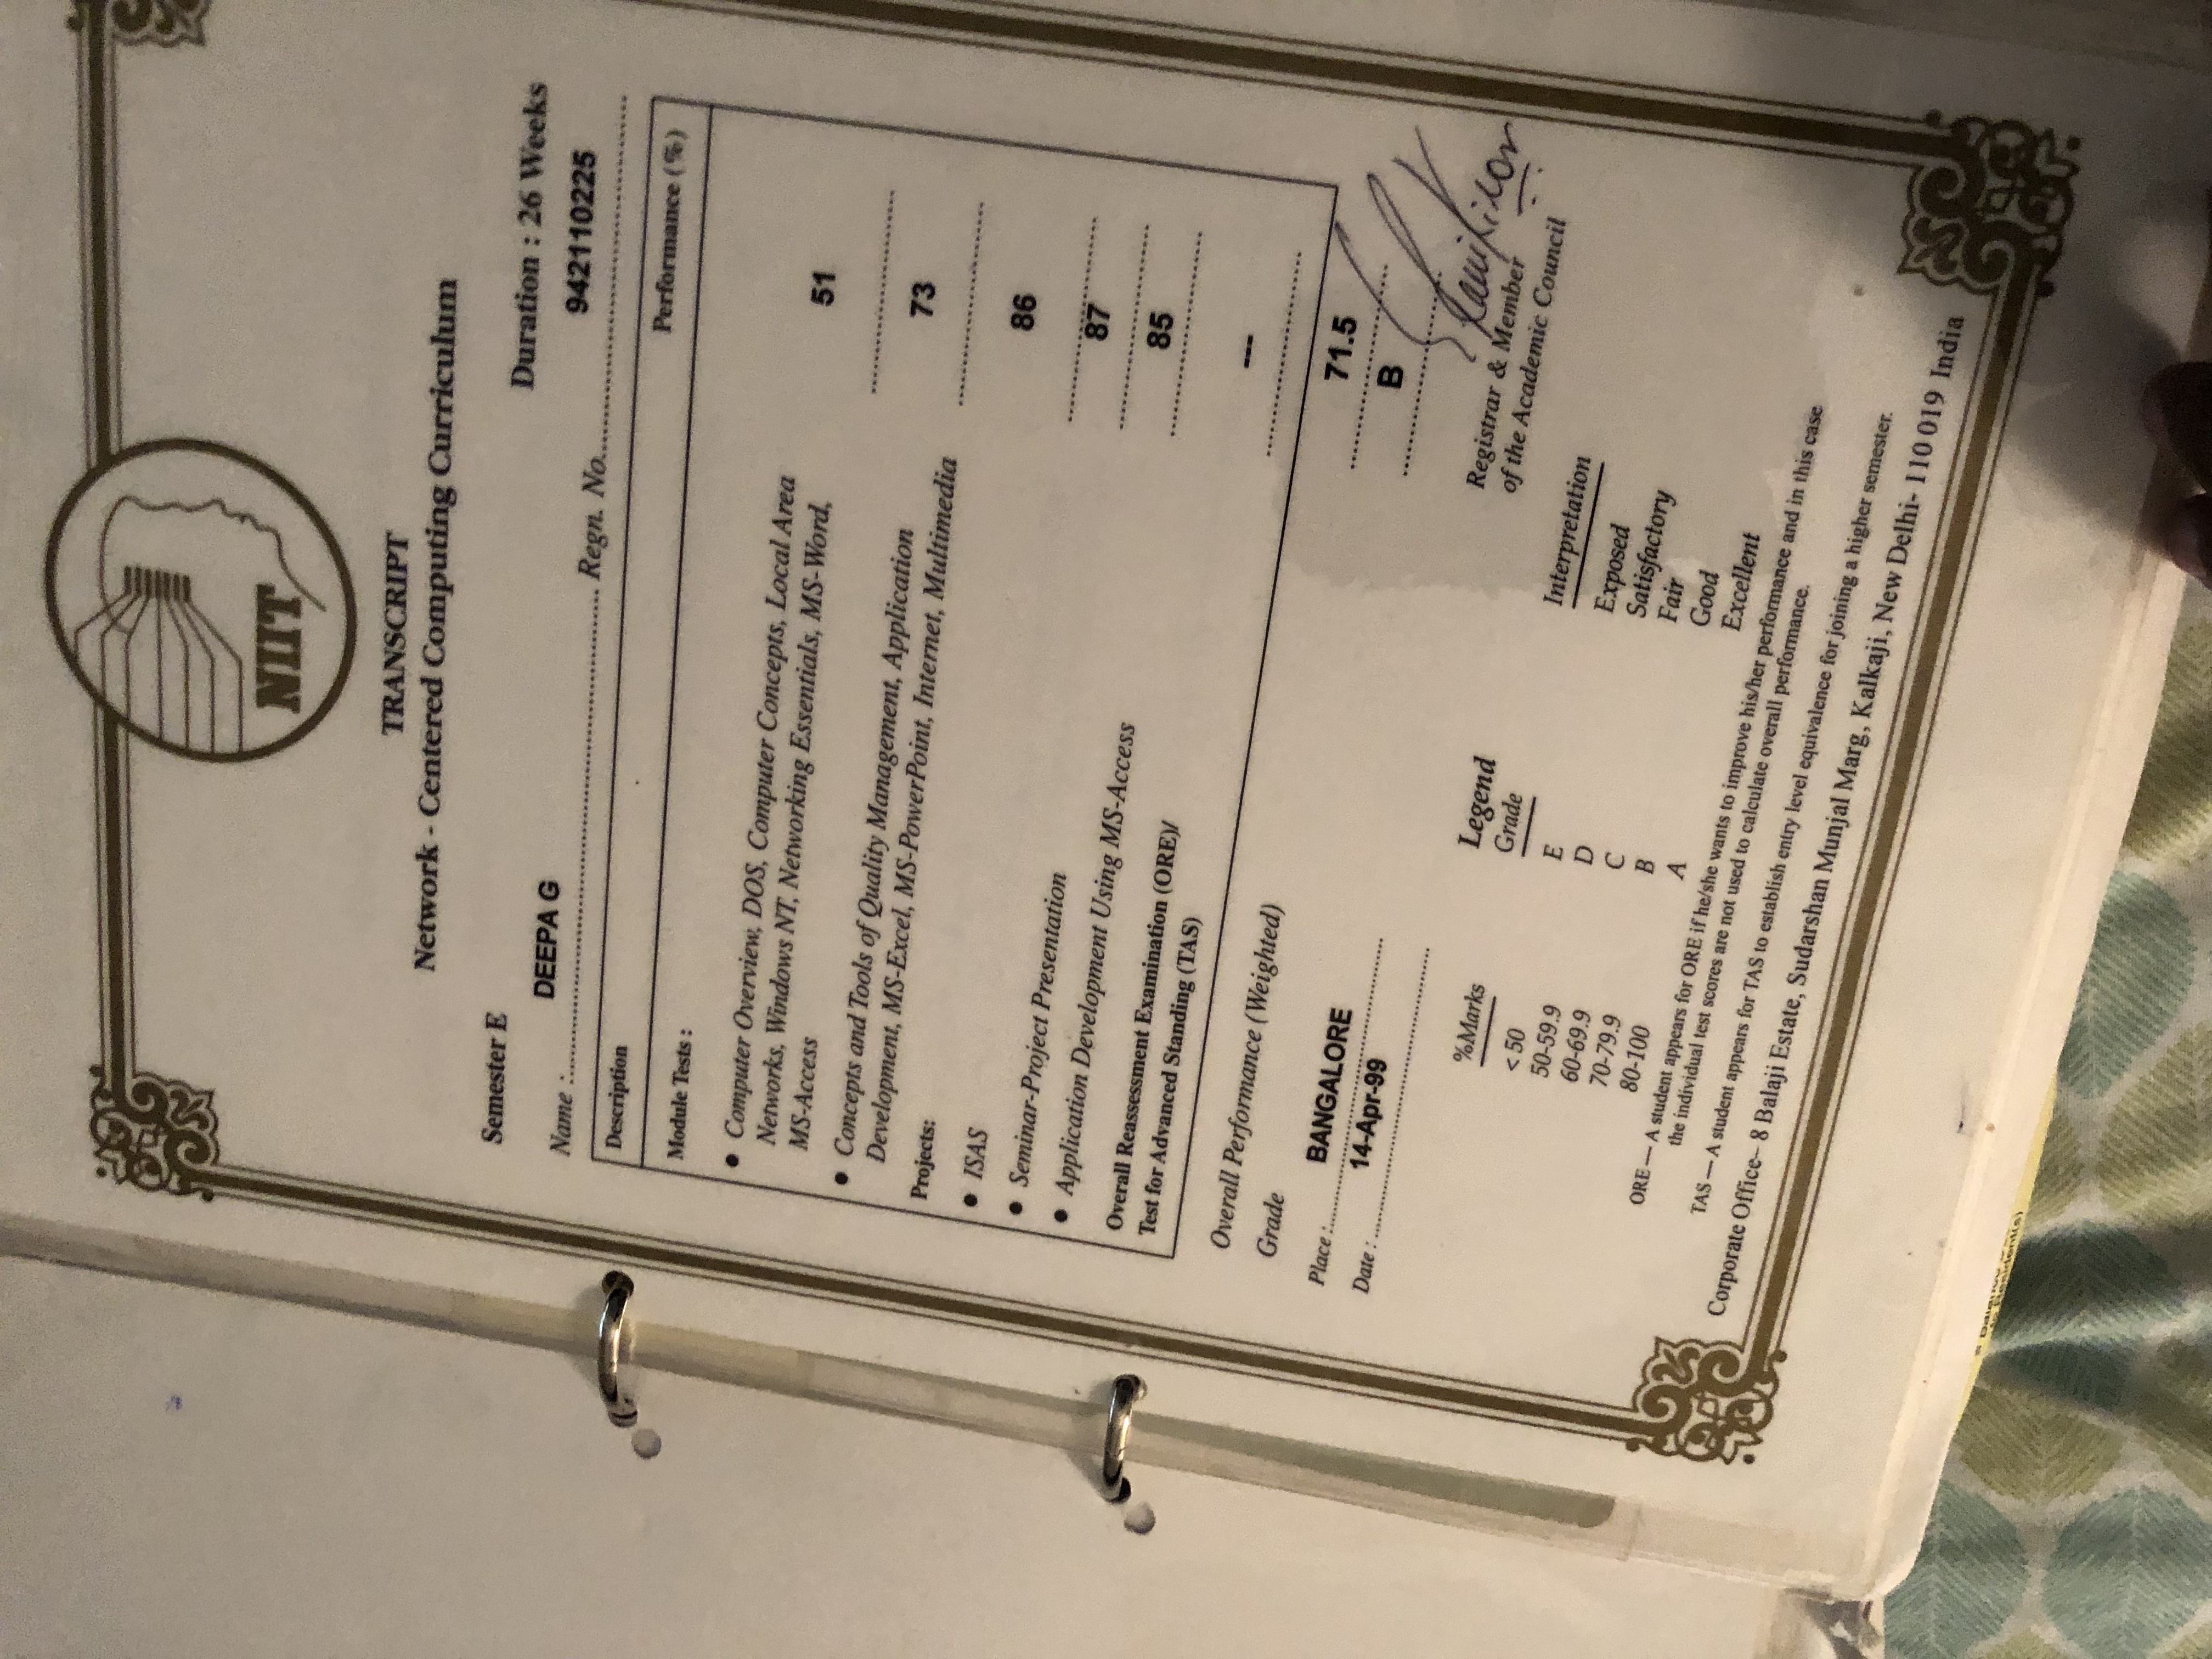 NIIT
TRANSCRIPT
Network - Centered Computing Curriculum
Semester E
Duration : 26 Weeks
Name : DEEPA G Regn. No. 942110225
Description Performance (%)
Module Tests :
• Computer Overview, DOS, Computer Concepts, Local Area
Networks, Windows NT, Networking Essentials, MS-Word,
MS-Access 51
• Concepts and Tools of Quality Management, Application
Development, MS-Excel, MS-PowerPoint, Internet, Multimedia 73
Projects:
• ISAS 86
• Seminar-Project Presentation 87
• Application Development Using MS-Access 85
Overall Reassessment Examination (ORE)/
Test for Advanced Standing (TAS) ---
Overall Performance (Weighted) 71.5
Grade B
Place : BANGALORE
Date : 14-Apr-99
Registrar & Member
of the Academic Council
Legend
%Marks Grade Interpretation
< 50 E Exposed
50-59.9 D Satisfactory
60-69.9 C Fair
70-79.9 B Good
80-100 A Excellent
ORE — A student appears for ORE if he/she wants to improve his/her performance and in this case
the individual test scores are not used to calculate overall performance.
TAS — A student appears for TAS to establish entry level equivalence for joining a higher semester.
Corporate Office– 8 Balaji Estate, Sudarshan Munjal Marg, Kalkaji, New Delhi- 110 019 India
Resident(s)